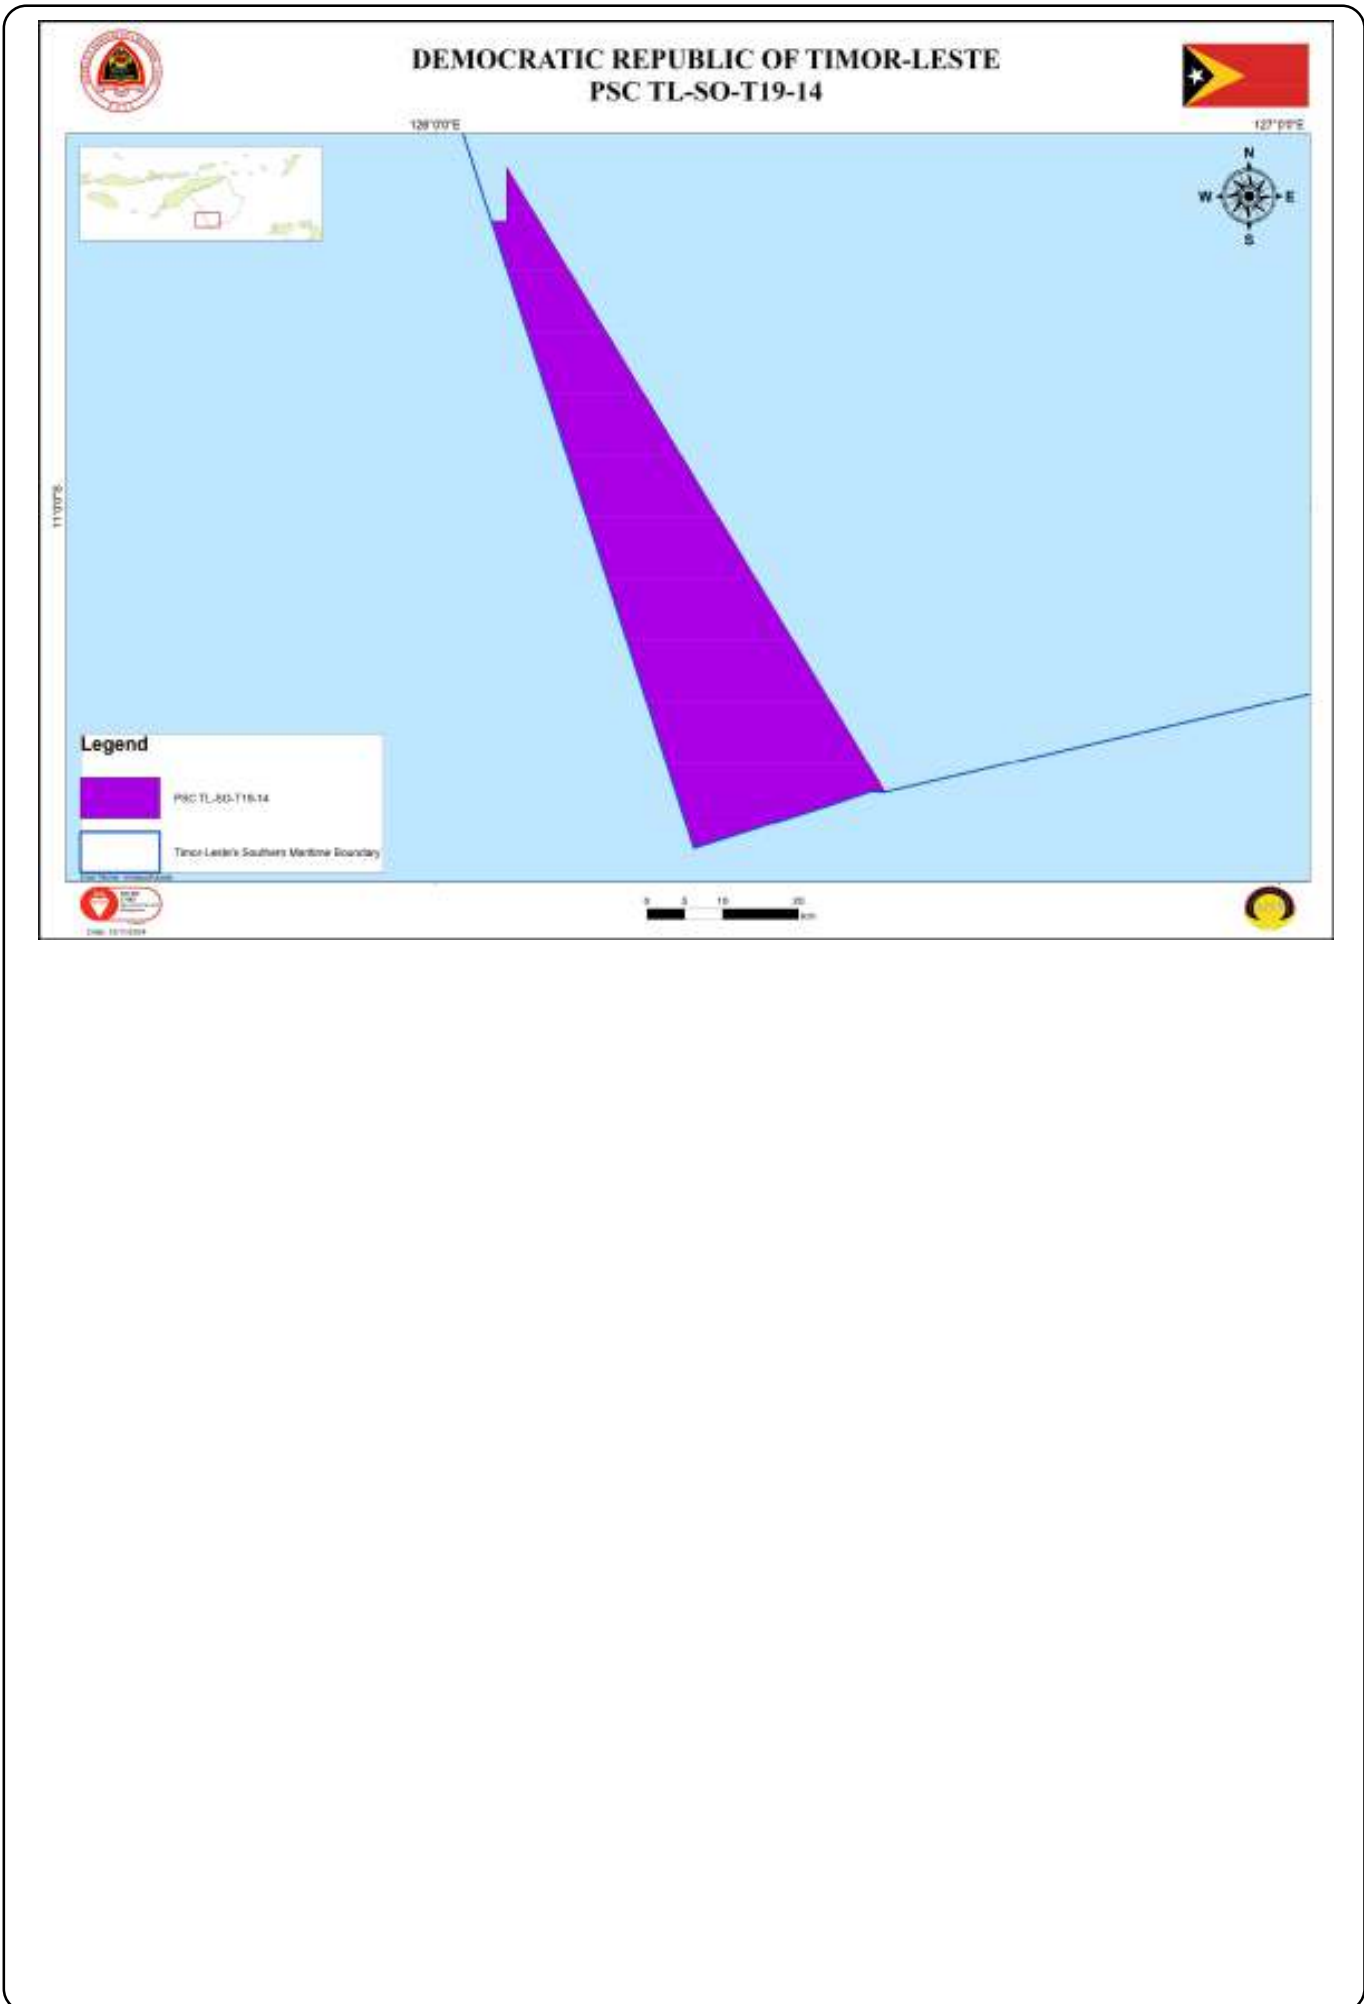 DEMOCRATIC REPUBLIC OF TIMOR-LESTE
PSC TL-SO-T19-14
126°0'0"E
127°0'0"E
N
W
E
S
11°0'0"S
Legend
PSC TL-SO-T19-14
Timor-Leste's Southern Maritime Boundary
0 5 10 20
km